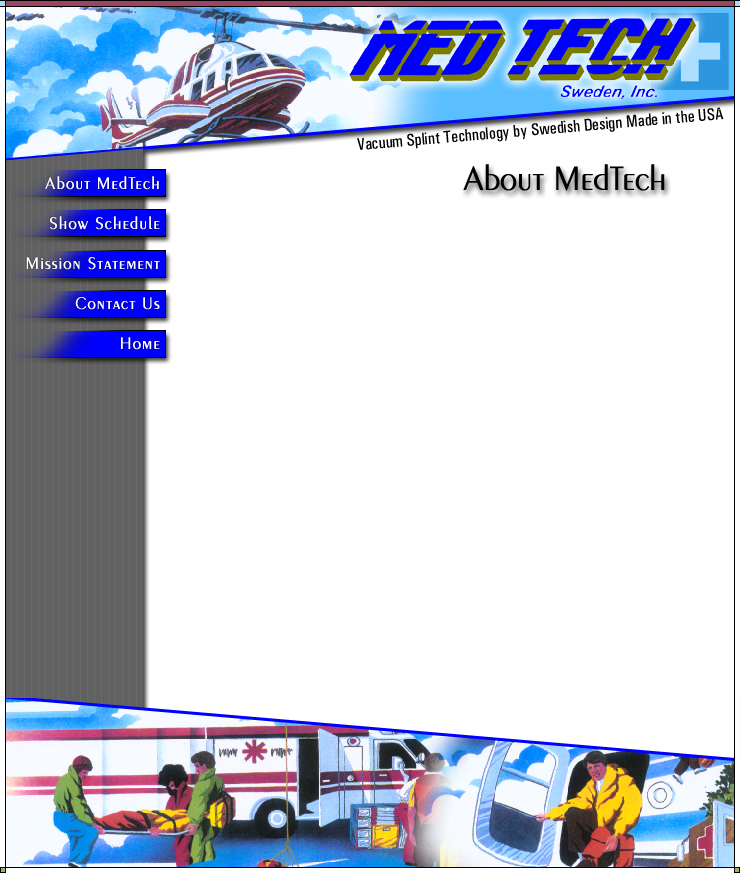 MED TECH
Sweden, Inc.
Vacuum Splint Technology by Swedish Design Made in the USA
About MedTech
About MedTech
Show Schedule
Mission Statement
Contact Us
Home